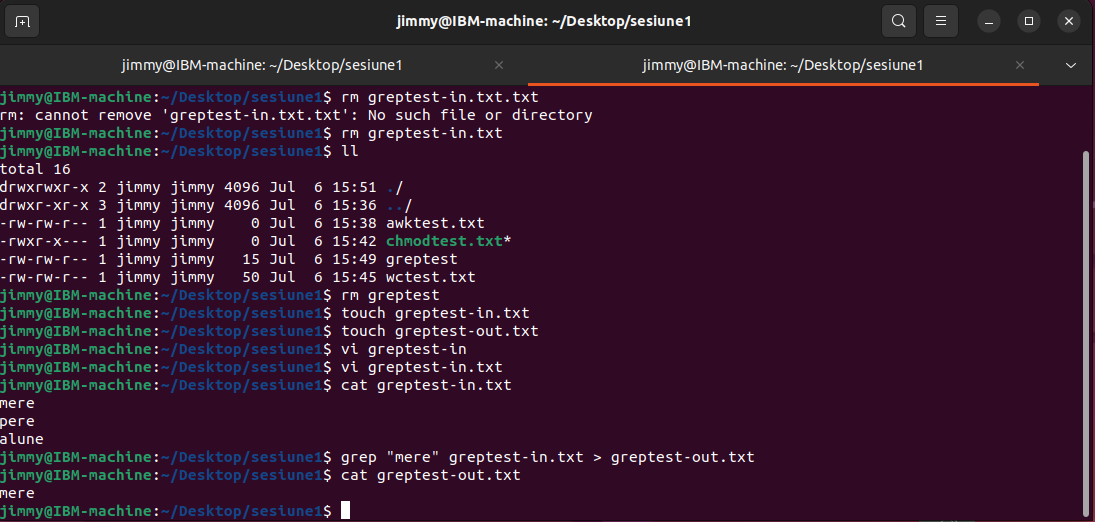 jimmy@IBM-machine: ~/Desktop/sesiune1
jimmy@IBM-machine: ~/Desktop/sesiune1
jimmy@IBM-machine: ~/Desktop/sesiune1
jimmy@IBM-machine:~/Desktop/sesiune1$ rm greptest-in.txt.txt
rm: cannot remove 'greptest-in.txt.txt': No such file or directory
jimmy@IBM-machine:~/Desktop/sesiune1$ rm greptest-in.txt
jimmy@IBM-machine:~/Desktop/sesiune1$ ll
total 16
drwxrwxr-x 2 jimmy jimmy 4096 Jul  6 15:51 ./
drwxr-xr-x 3 jimmy jimmy 4096 Jul  6 15:36 ../
-rw-rw-r-- 1 jimmy jimmy    0 Jul  6 15:38 awktest.txt
-rwxr-x--- 1 jimmy jimmy    0 Jul  6 15:42 chmodtest.txt*
-rw-rw-r-- 1 jimmy jimmy   15 Jul  6 15:49 greptest
-rw-rw-r-- 1 jimmy jimmy   50 Jul  6 15:45 wctest.txt
jimmy@IBM-machine:~/Desktop/sesiune1$ rm greptest
jimmy@IBM-machine:~/Desktop/sesiune1$ touch greptest-in.txt
jimmy@IBM-machine:~/Desktop/sesiune1$ touch greptest-out.txt
jimmy@IBM-machine:~/Desktop/sesiune1$ vi greptest-in
jimmy@IBM-machine:~/Desktop/sesiune1$ vi greptest-in.txt
jimmy@IBM-machine:~/Desktop/sesiune1$ cat greptest-in.txt
mere
pere
alune
jimmy@IBM-machine:~/Desktop/sesiune1$ grep "mere" greptest-in.txt > greptest-out.txt
jimmy@IBM-machine:~/Desktop/sesiune1$ cat greptest-out.txt
mere
jimmy@IBM-machine:~/Desktop/sesiune1$